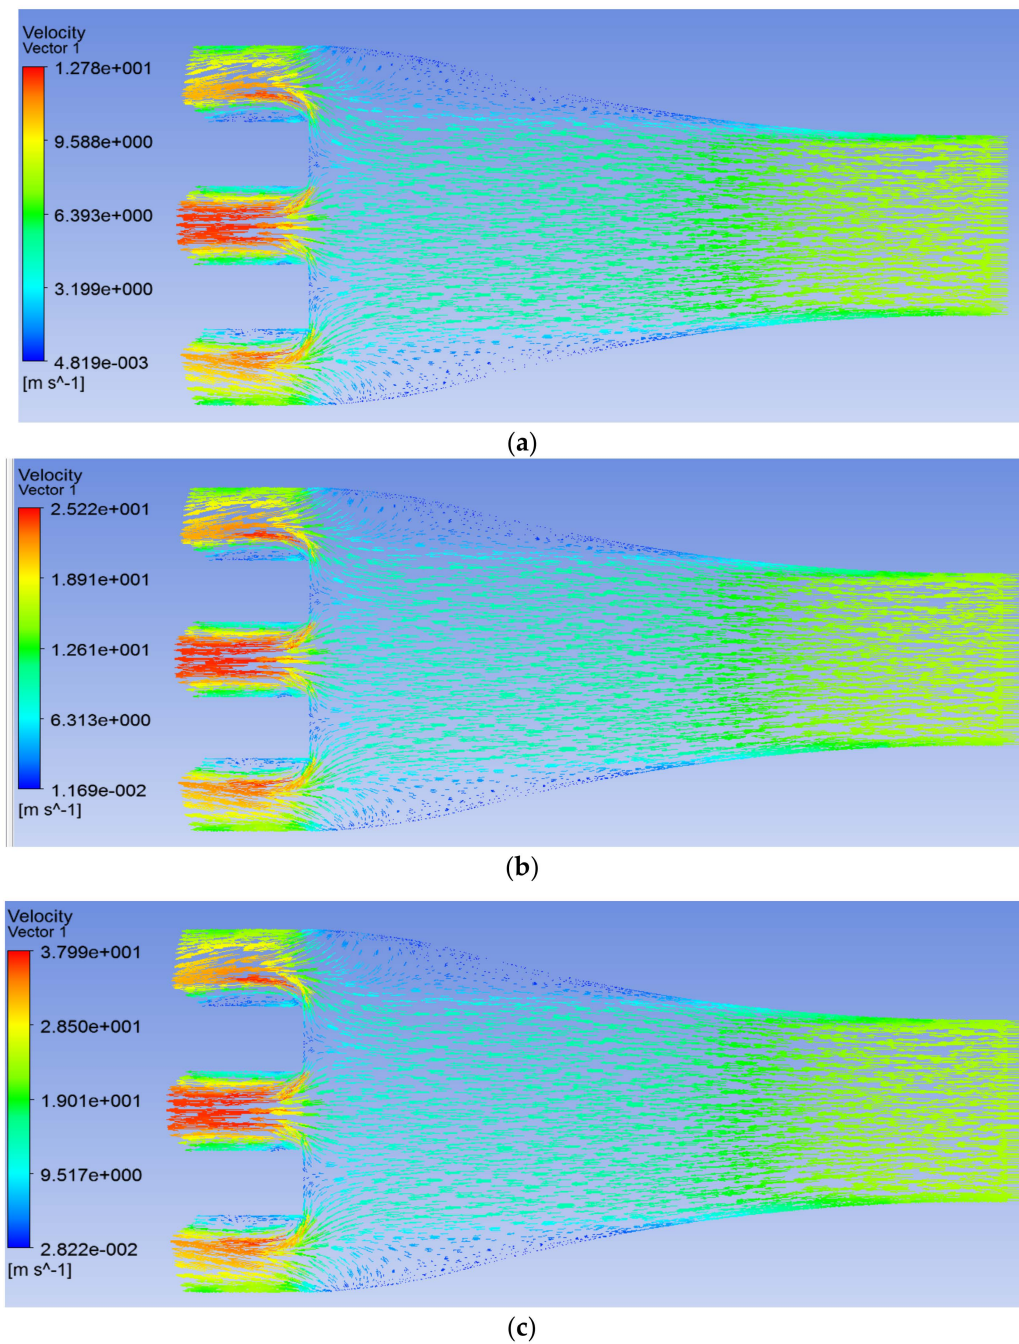 Velocity
Vector 1
1.278e+001
9.588e+000
6.393e+000
3.199e+000
4.819e-003
[m s^-1]
(a)
Velocity
Vector 1
2.522e+001
1.891e+001
1.261e+001
6.313e+000
1.169e-002
[m s^-1]
(b)
Velocity
Vector 1
3.799e+001
2.850e+001
1.901e+001
9.517e+000
2.822e-002
[m s^-1]
(c)